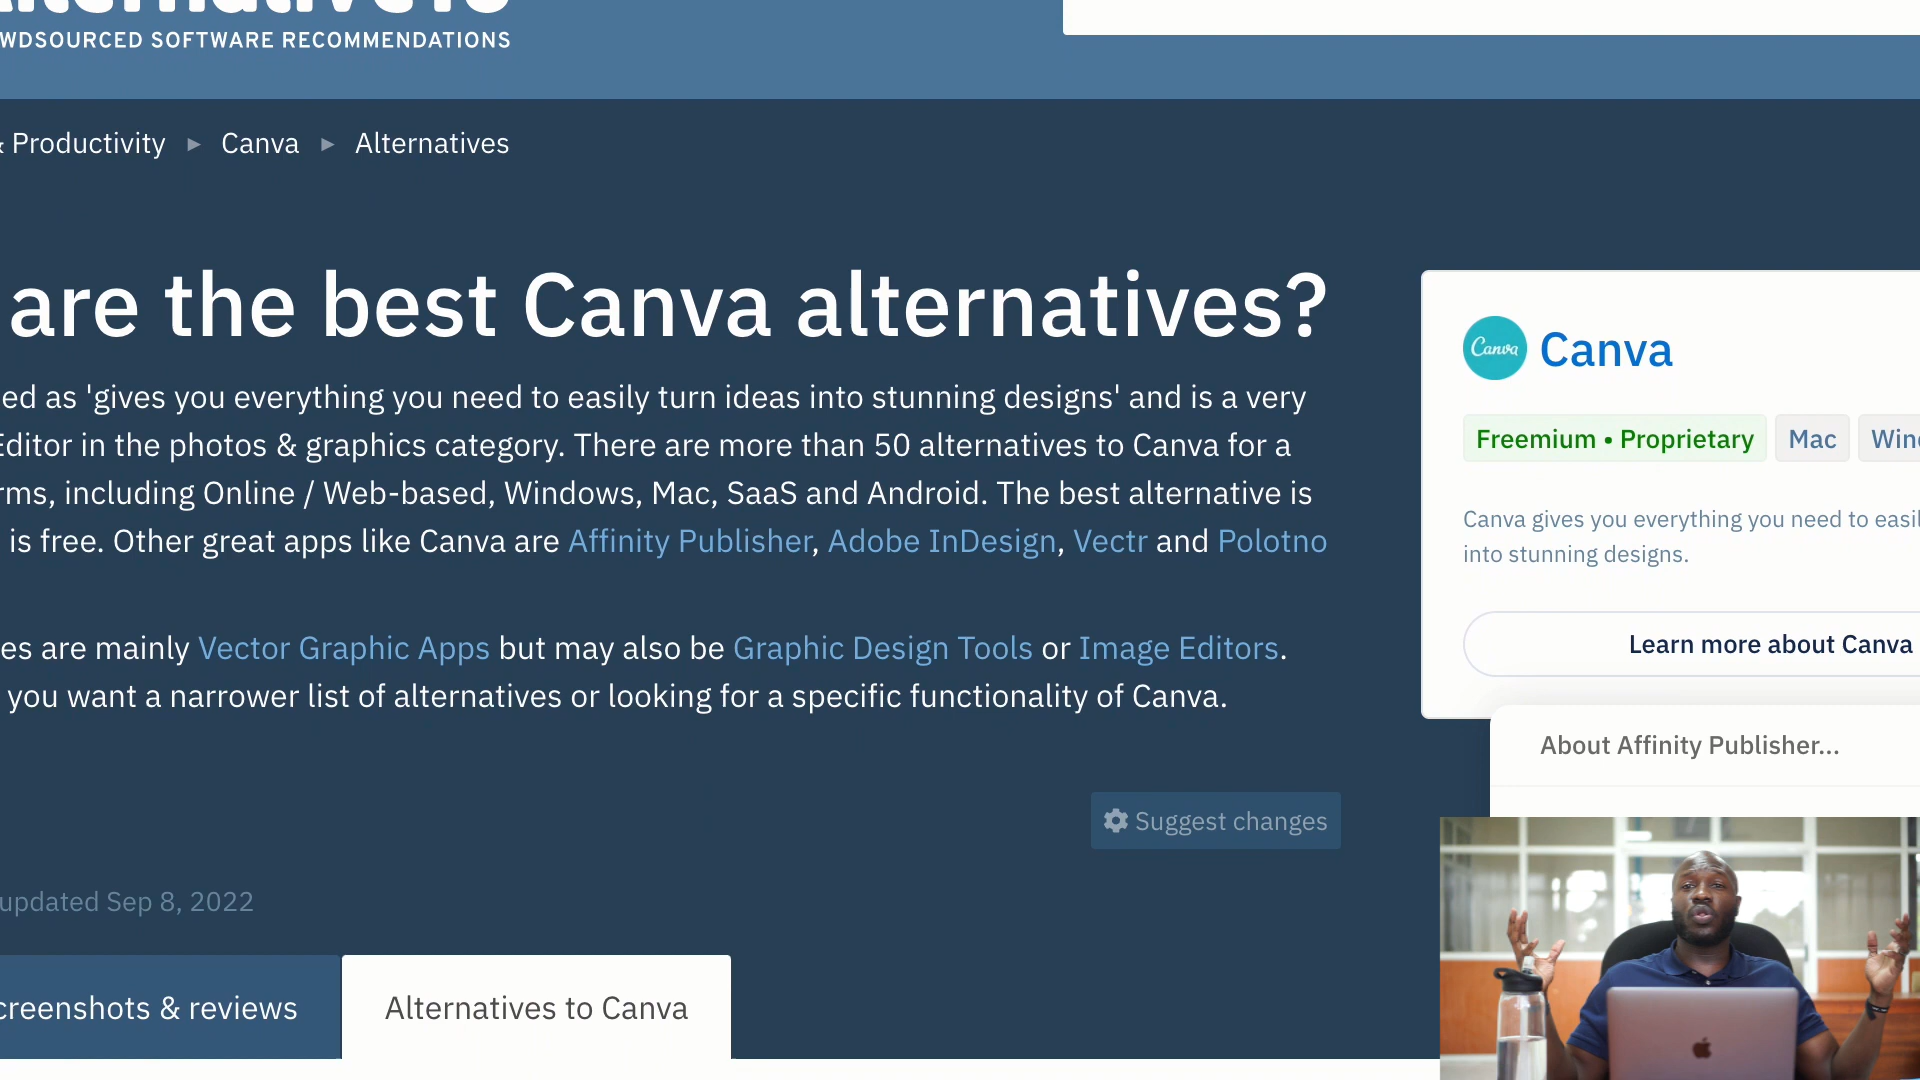 WDSOURCED SOFTWARE RECOMMENDATIONS
& Productivity ▸ Canva ▸ Alternatives
are the best Canva alternatives?
ed as 'gives you everything you need to easily turn ideas into stunning designs' and is a very
Editor in the photos & graphics category. There are more than 50 alternatives to Canva for a
rms, including Online / Web-based, Windows, Mac, SaaS and Android. The best alternative is
is free. Other great apps like Canva are Affinity Publisher, Adobe InDesign, Vectr and Polotno
es are mainly Vector Graphic Apps but may also be Graphic Design Tools or Image Editors.
you want a narrower list of alternatives or looking for a specific functionality of Canva.
Suggest changes
updated Sep 8, 2022
creenshots & reviews
Alternatives to Canva
Canva
Canva
Freemium • Proprietary
Mac
Win
Canva gives you everything you need to easil
into stunning designs.
Learn more about Canva
About Affinity Publisher...